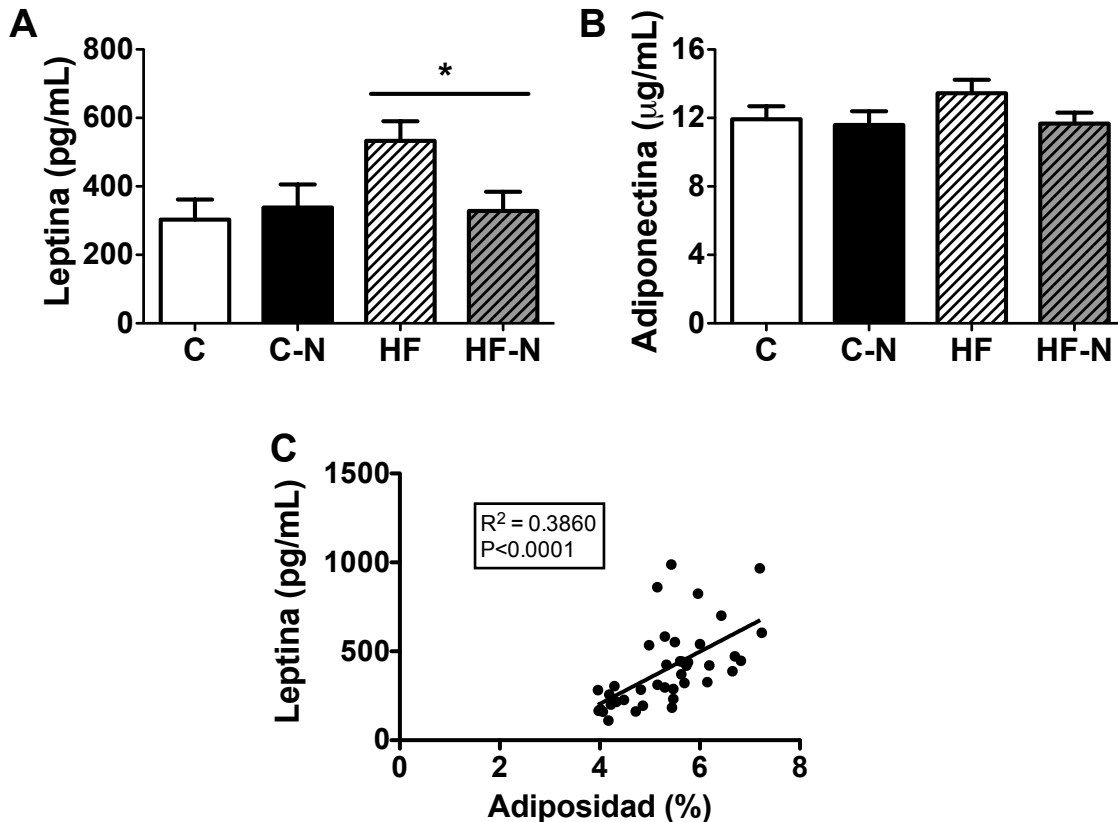 A
Leptina (pg/mL)
800
600
400
200
0
*
C
C-N
HF
HF-N
B
Adiponectina (µg/mL)
16
12
8
4
0
C
C-N
HF
HF-N
C
Leptina (pg/mL)
1500
1000
500
0
R² = 0.3860
P<0.0001
0
2
4
6
8
Adiposidad (%)